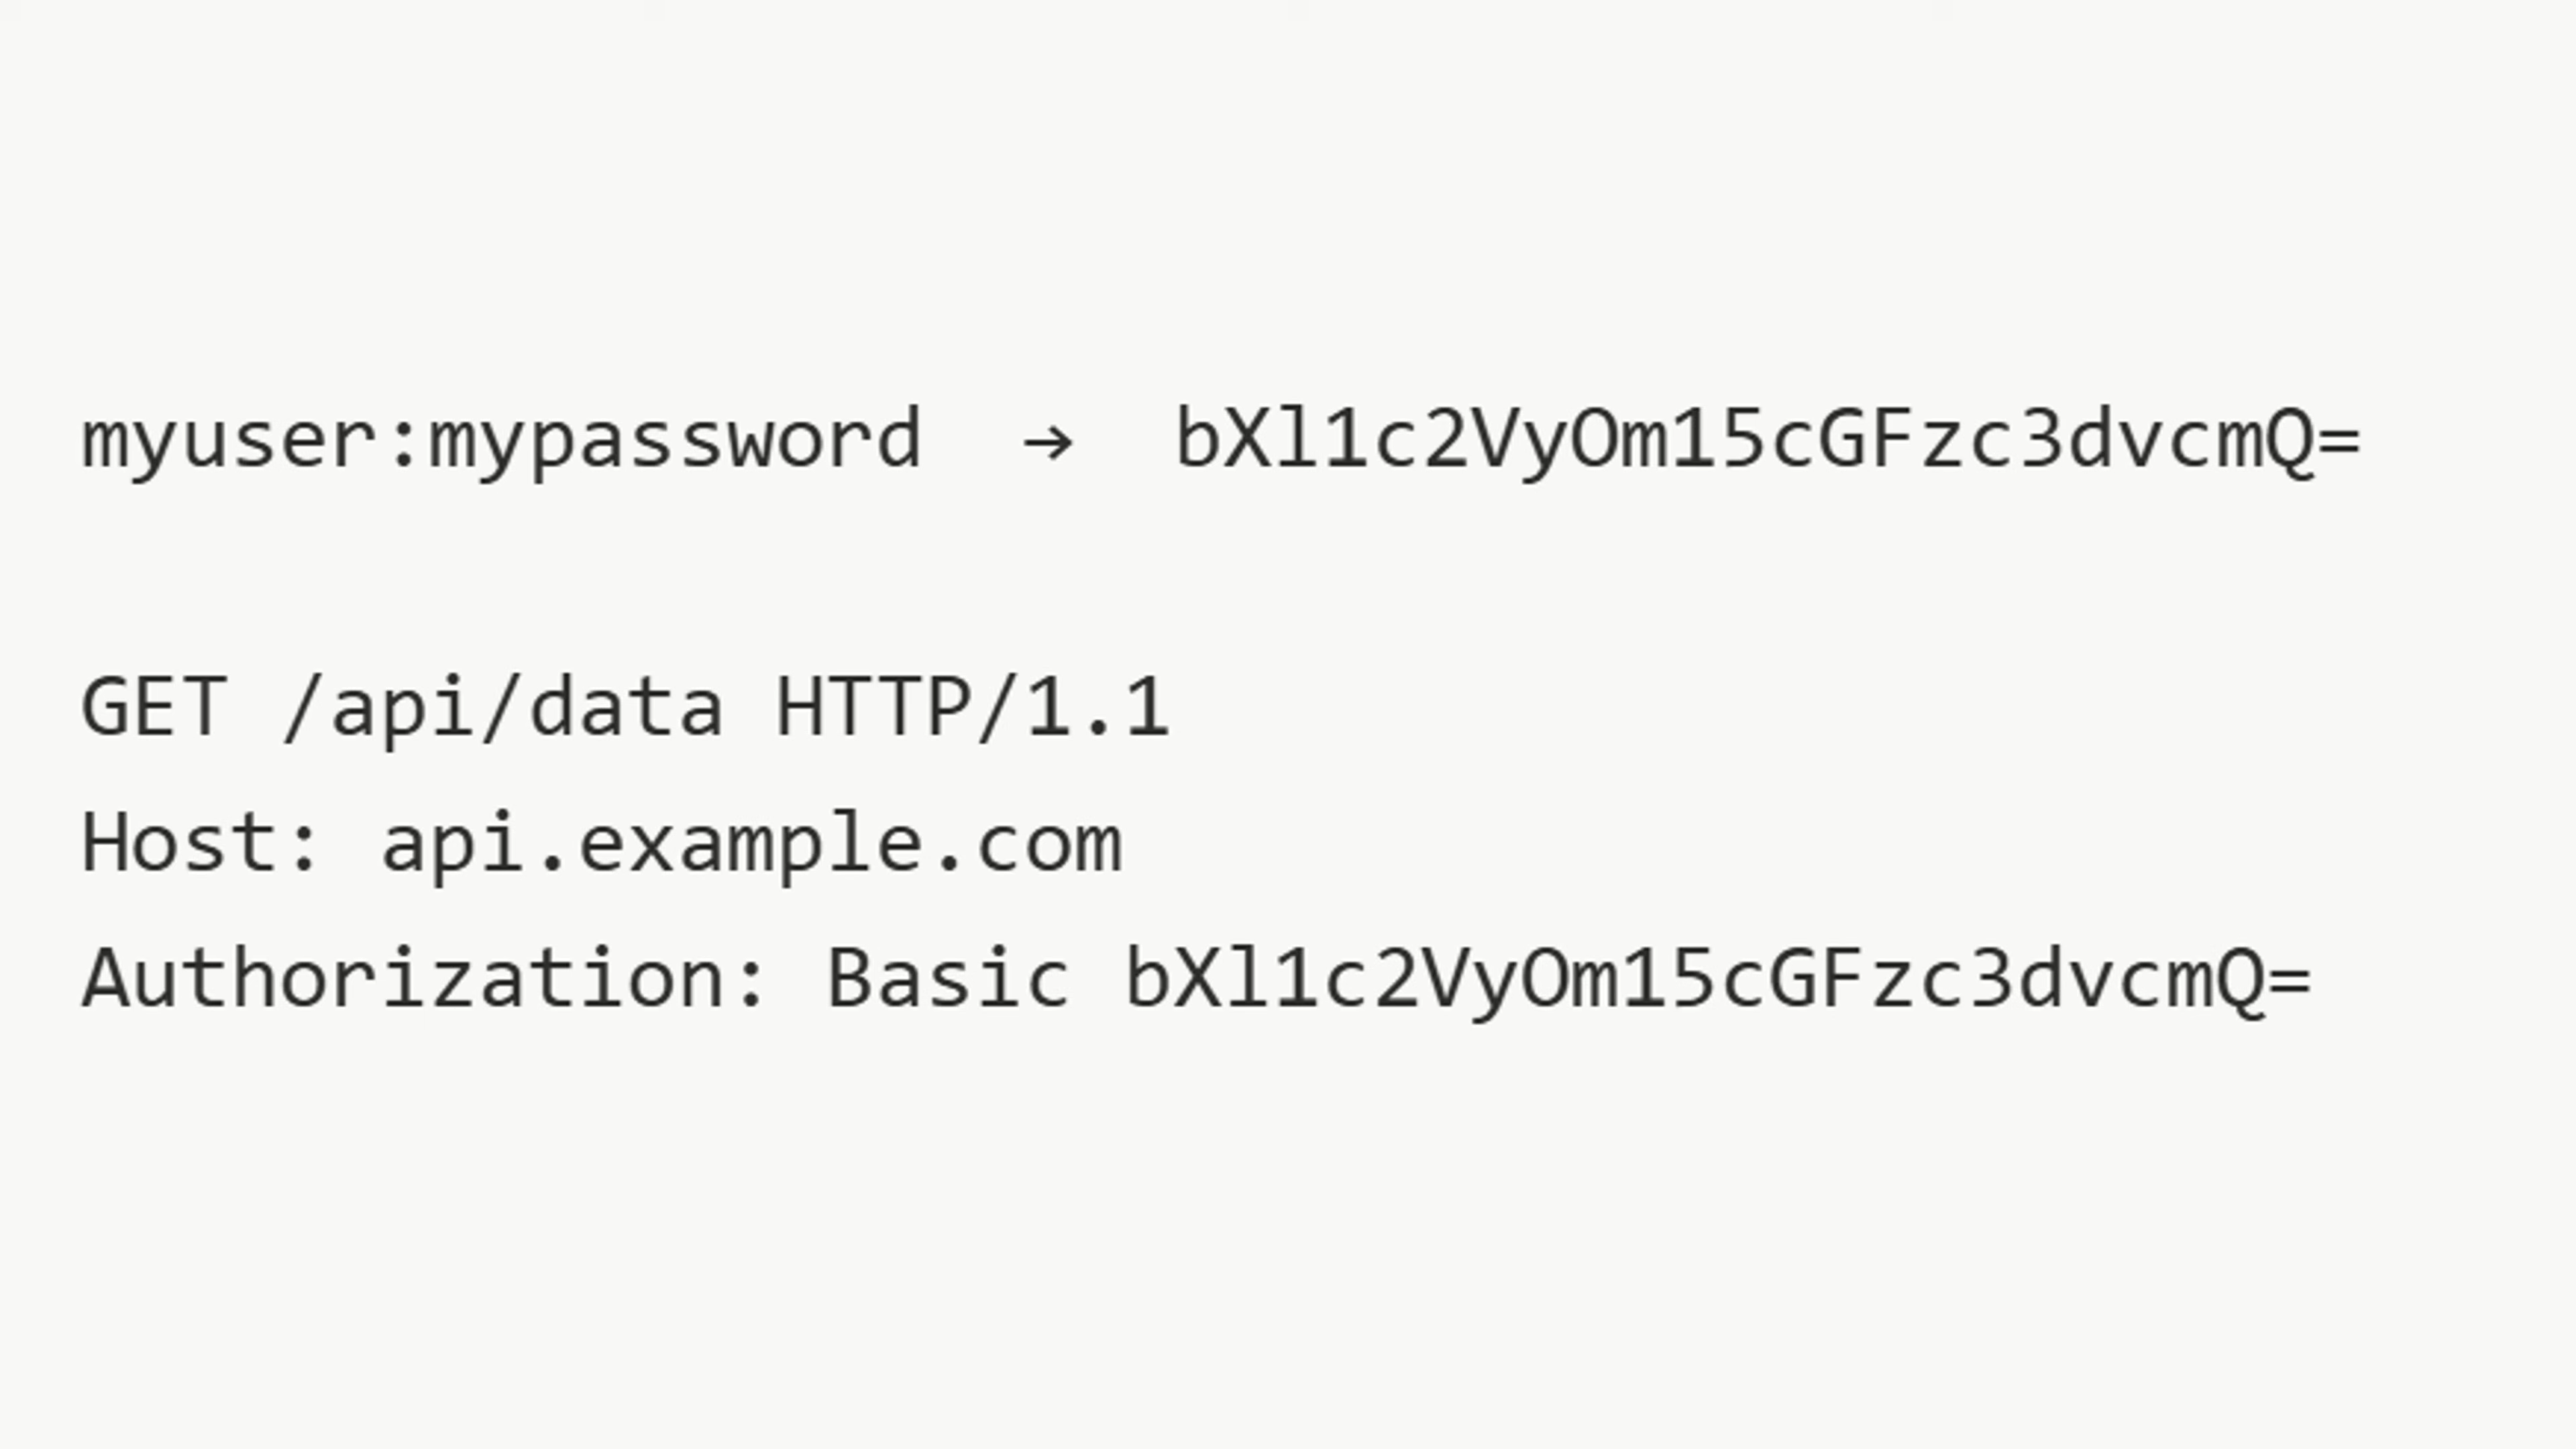 myuser:mypassword → bXl1c2VyOm15cGFzc3dvcmQ=
GET /api/data HTTP/1.1
Host: api.example.com
Authorization: Basic bXl1c2VyOm15cGFzc3dvcmQ=